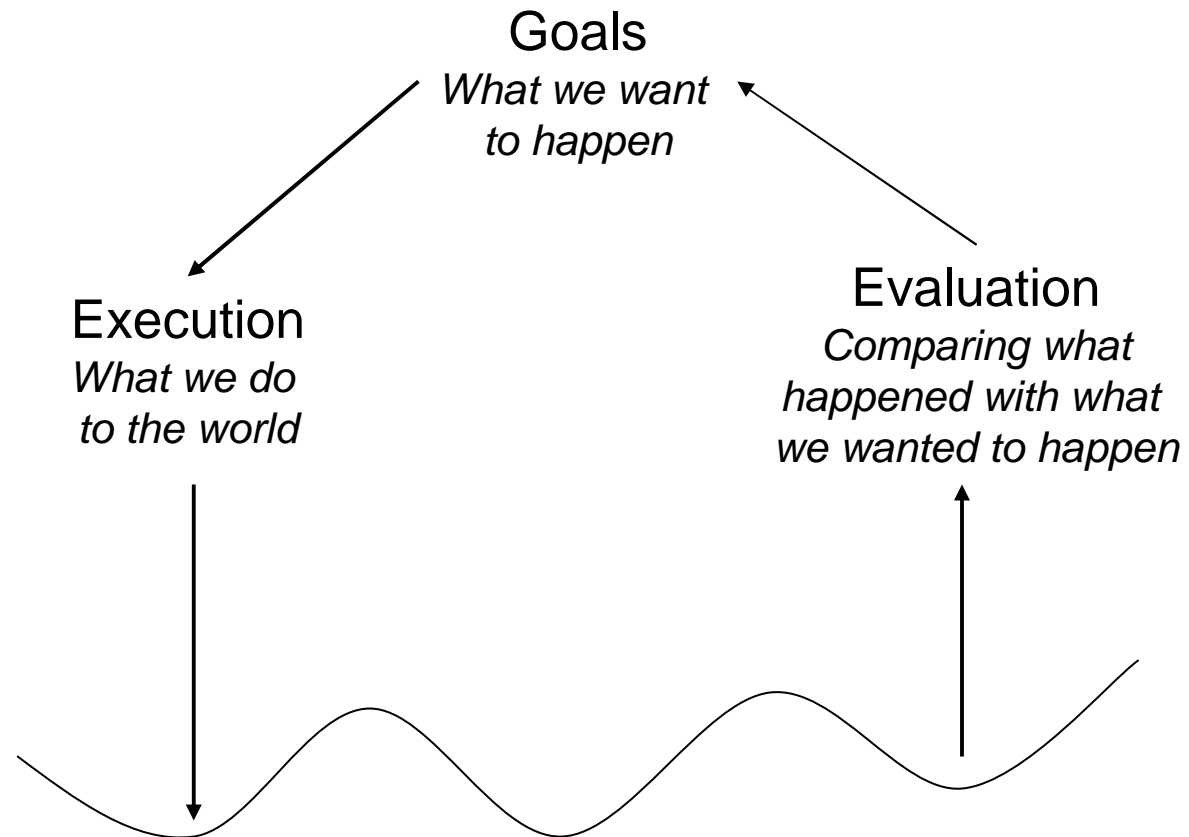 Goals
What we want
to happen
Execution
What we do
to the world
Evaluation
Comparing what
happened with what
we wanted to happen